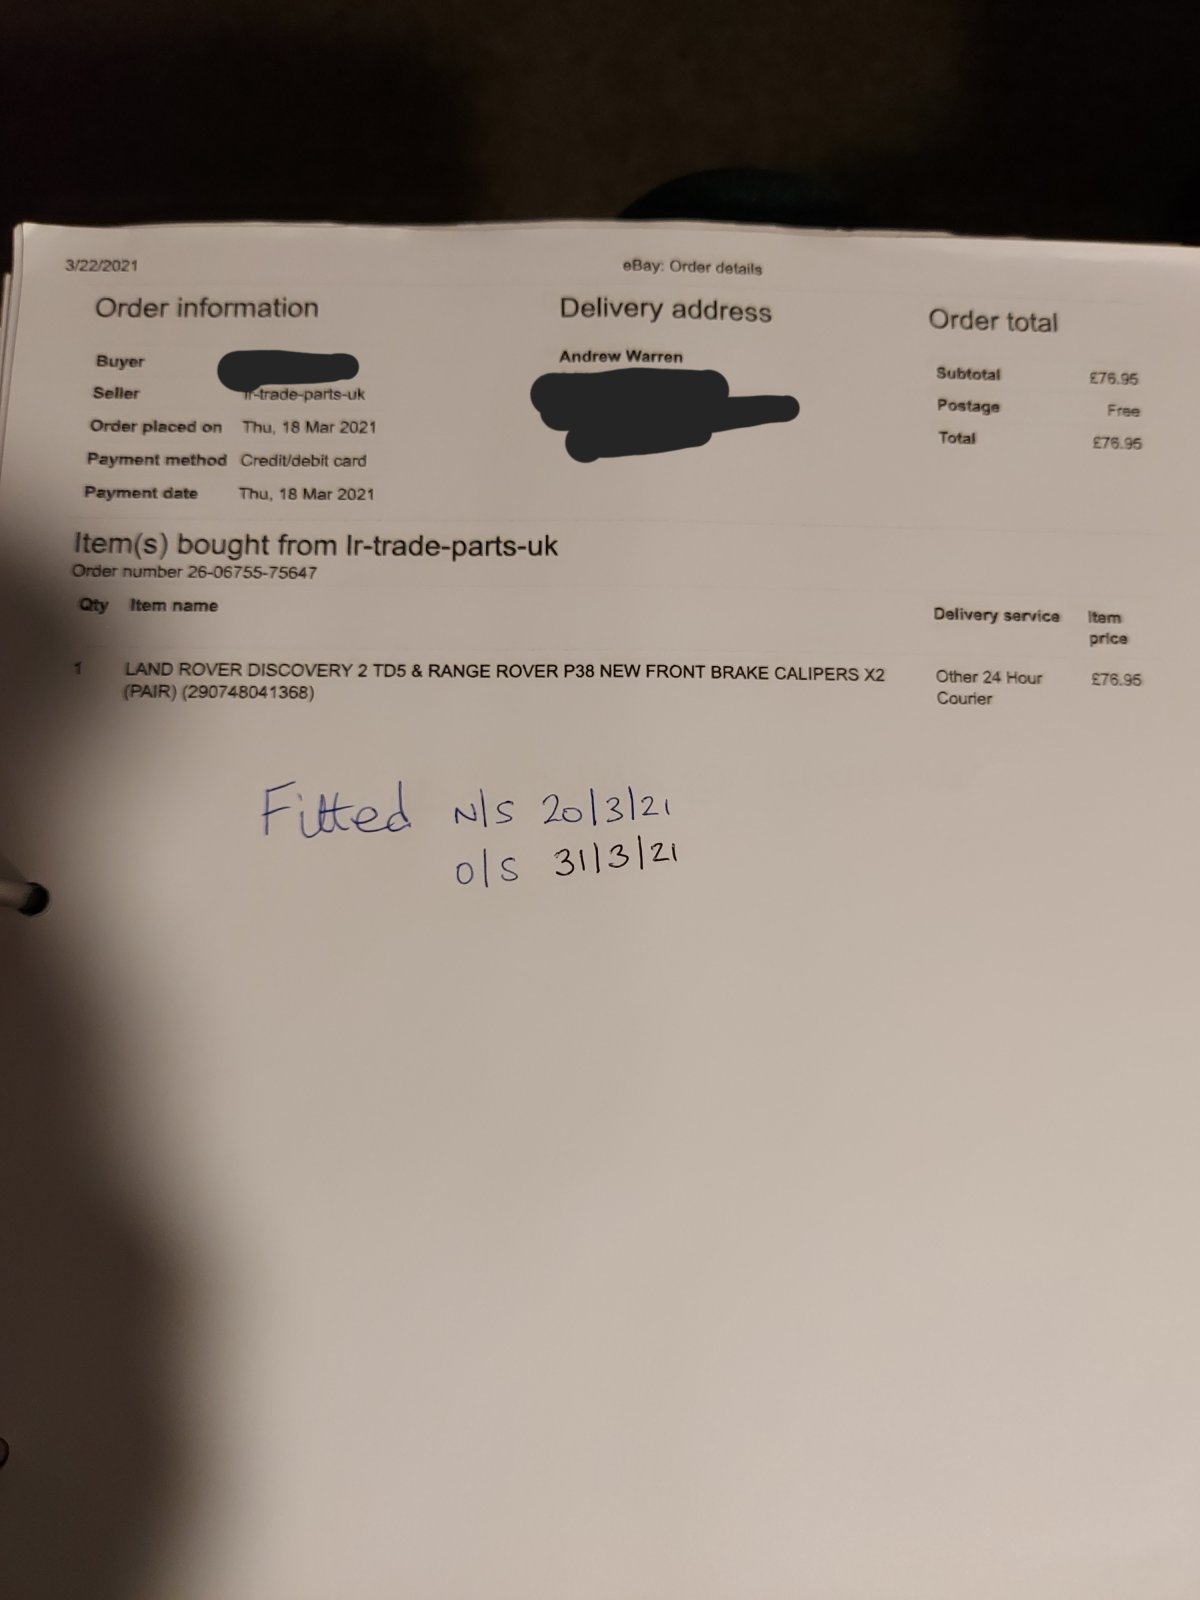 3/22/2021
eBay: Order details
Order information
Buyer
Seller lr-trade-parts-uk
Order placed on Thu, 18 Mar 2021
Payment method Credit/debit card
Payment date Thu, 18 Mar 2021
Delivery address
Andrew Warren
Order total
Subtotal £76.95
Postage Free
Total £76.95
Item(s) bought from lr-trade-parts-uk
Order number 26-06755-75647
Qty Item name Delivery service Item
price
1 LAND ROVER DISCOVERY 2 TD5 & RANGE ROVER P38 NEW FRONT BRAKE CALIPERS X2 Other 24 Hour £76.95
(PAIR) (290748041368) Courier
Fitted N/S 20/3/21
O/S 31/3/21